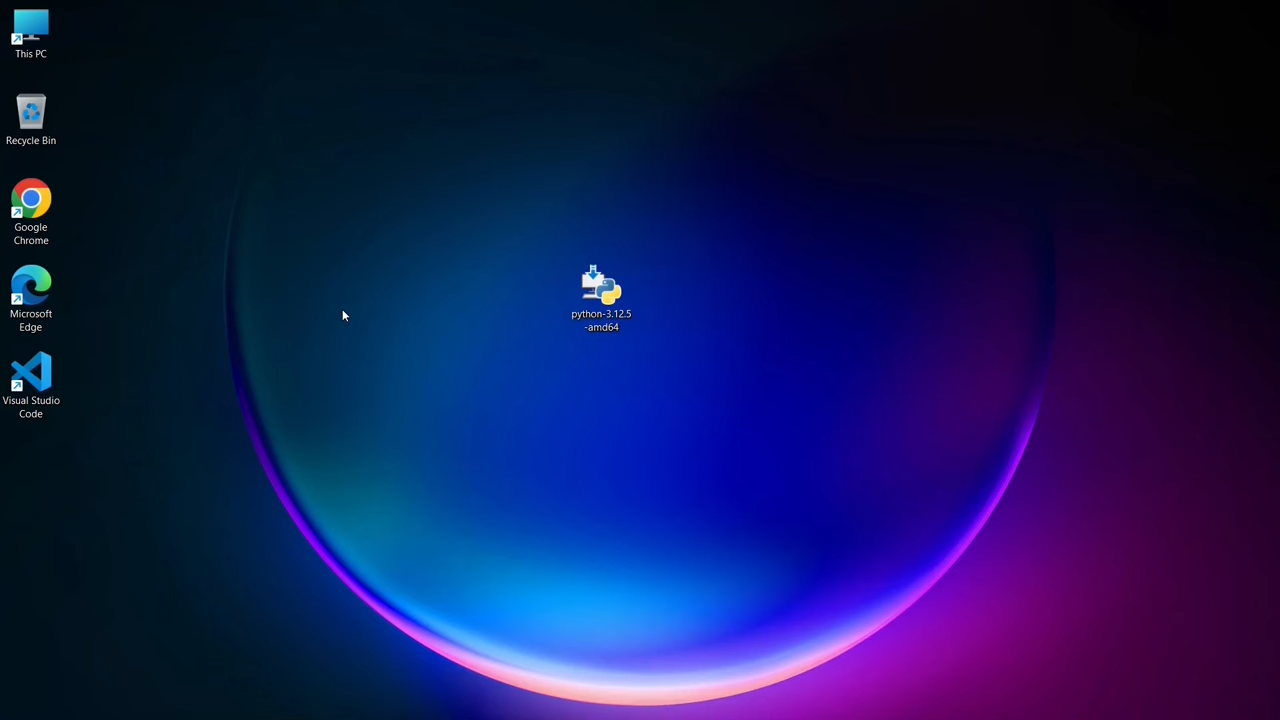 This PC
Recycle Bin
Google
Chrome
Microsoft
Edge
Visual Studio
Code
python-3.12.5
-amd64